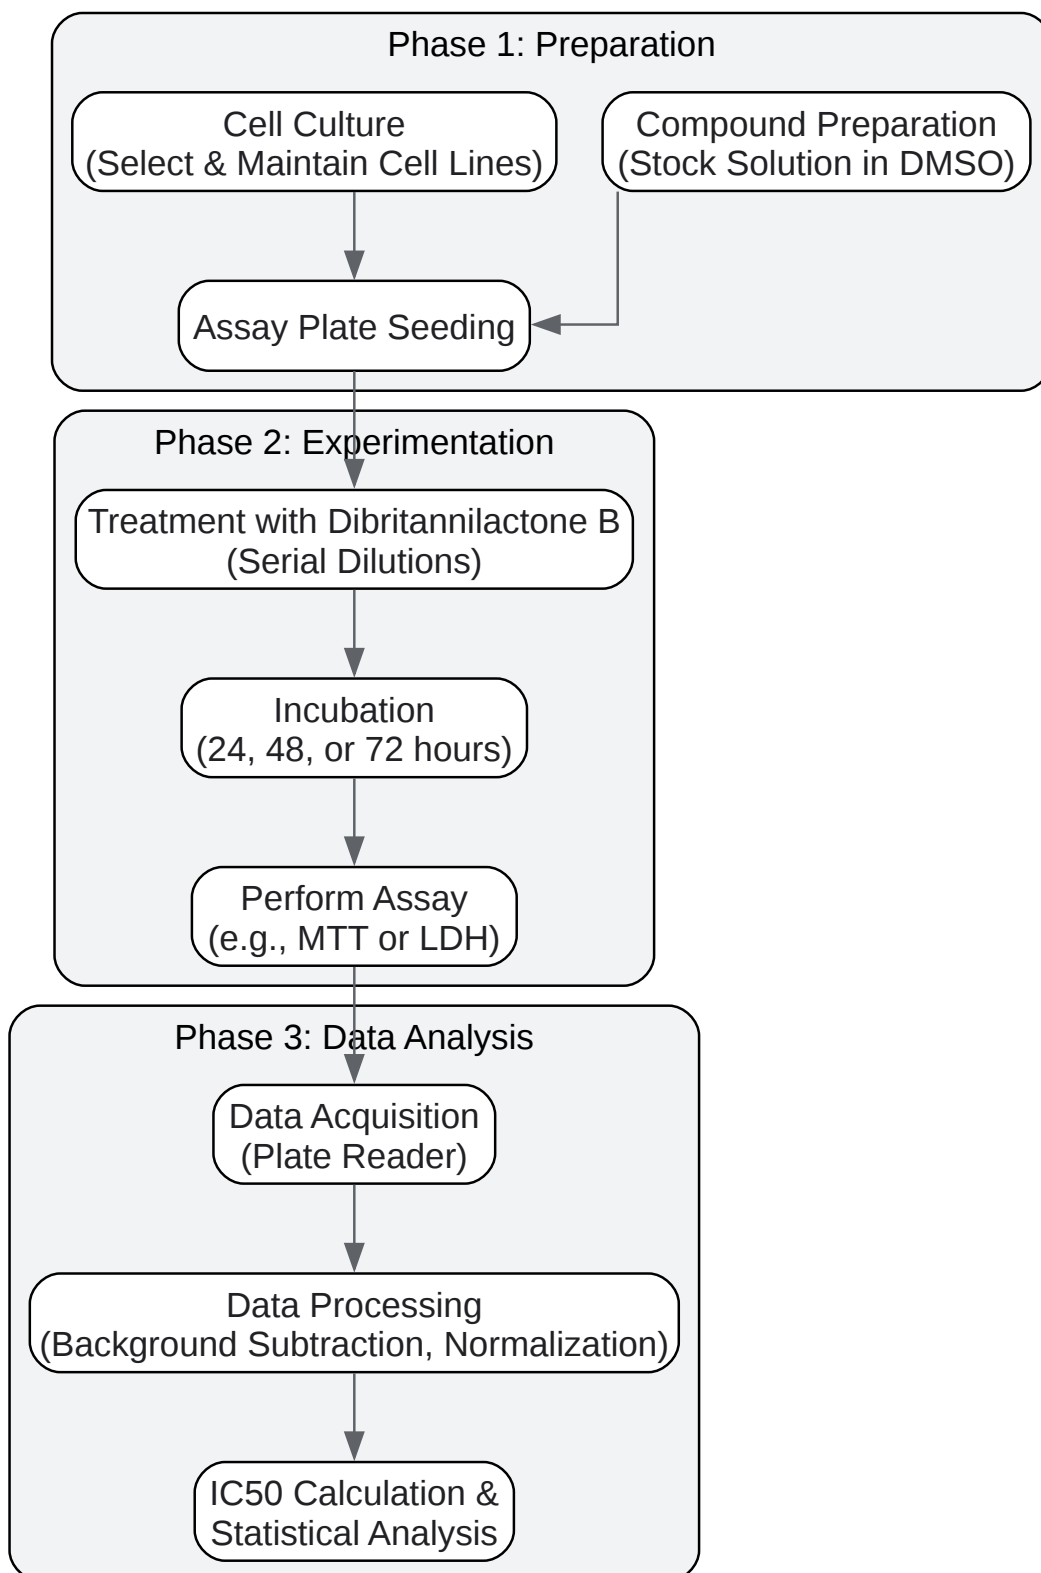 Phase 1: Preparation
Cell Culture
(Select & Maintain Cell Lines)
Compound Preparation
(Stock Solution in DMSO)
Assay Plate Seeding
Phase 2: Experimentation
Treatment with Dibritannilactone B
(Serial Dilutions)
Incubation
(24, 48, or 72 hours)
Perform Assay
(e.g., MTT or LDH)
Phase 3: Data Analysis
Data Acquisition
(Plate Reader)
Data Processing
(Background Subtraction, Normalization)
IC50 Calculation &
Statistical Analysis